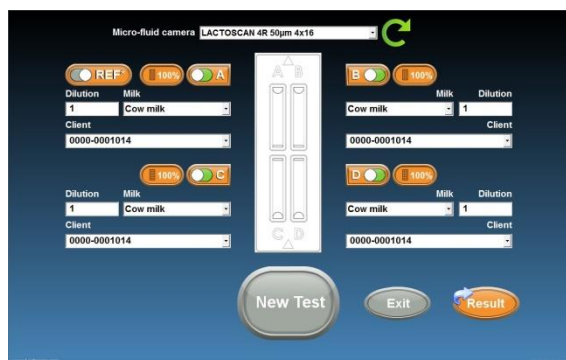 Micro-fluid camera LACTOSCAN 4R 50µm 4x16
REF 100% A
A B
B 100%
Dilution Milk
Milk Dilution
1 Cow milk
Cow milk 1
Client
Client
0000-0001014
0000-0001014
100% C
D 100%
Dilution Milk
Milk Dilution
1 Cow milk
Cow milk 1
Client
Client
0000-0001014
0000-0001014
C D
New Test Exit Result